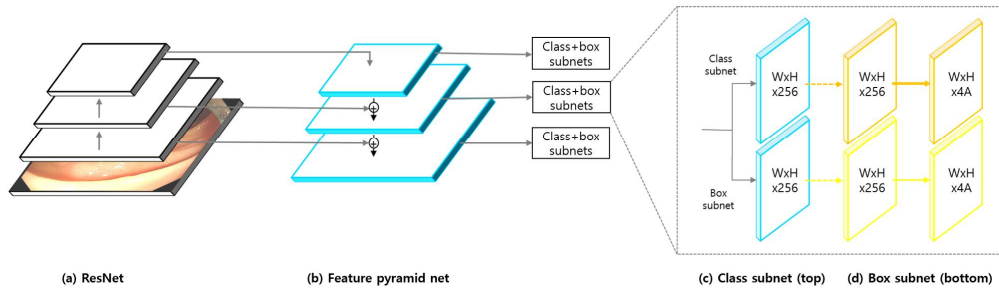 Class+box
subnets
Class+box
subnets
Class+box
subnets
Class
subnet
WxH
x256
WxH
x256
WxH
x4A
Box
subnet
WxH
x256
WxH
x256
WxH
x4A
(a) ResNet
(b) Feature pyramid net
(c) Class subnet (top)
(d) Box subnet (bottom)